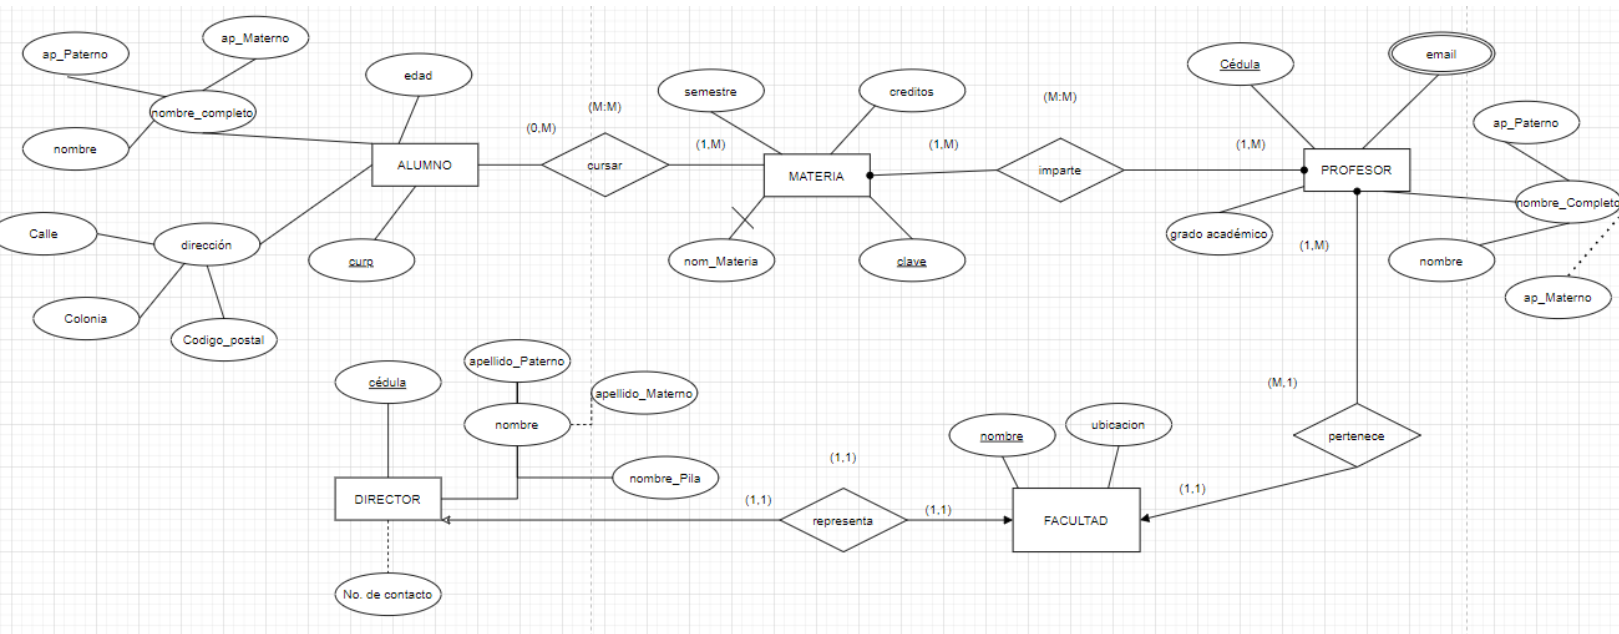 ap_Paterno
ap_Materno
nombre_completo
nombre
edad
ALUMNO
curp
dirección
Calle
Colonia
Codigo_postal
(0,M)
(M:M)
cursar
(1,M)
semestre
creditos
MATERIA
nom_Materia
clave
(1,M)
(M:M)
imparte
(1,M)
Cédula
email
PROFESOR
grado académico
ap_Paterno
nombre_Completo
nombre
ap_Materno
(1,M)
(M,1)
pertenece
(1,1)
cédula
apellido_Paterno
apellido_Materno
nombre
nombre_Pila
DIRECTOR
No. de contacto
(1,1)
(1,1)
representa
(1,1)
nombre
ubicacion
FACULTAD